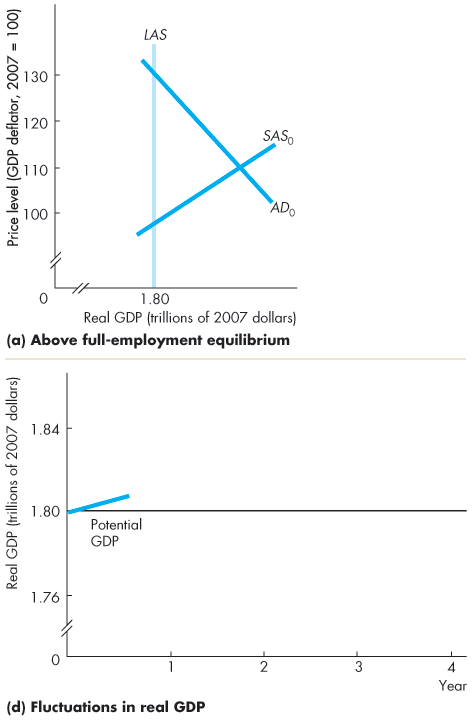 Price level (GDP deflator, 2007 = 100)
LAS
130
120
SAS0
110
AD0
100
0
1.80
Real GDP (trillions of 2007 dollars)
(a) Above full-employment equilibrium
Real GDP (trillions of 2007 dollars)
1.84
1.80
Potential
GDP
1.76
0
1
2
3
4
Year
(d) Fluctuations in real GDP